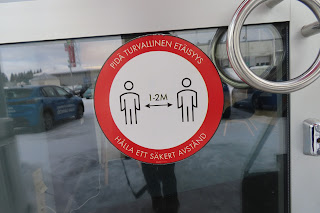 PIDÄ TURVALLINEN ETÄISYYS
1-2M
HÅLLA ETT SÄKERT AVSTÅND